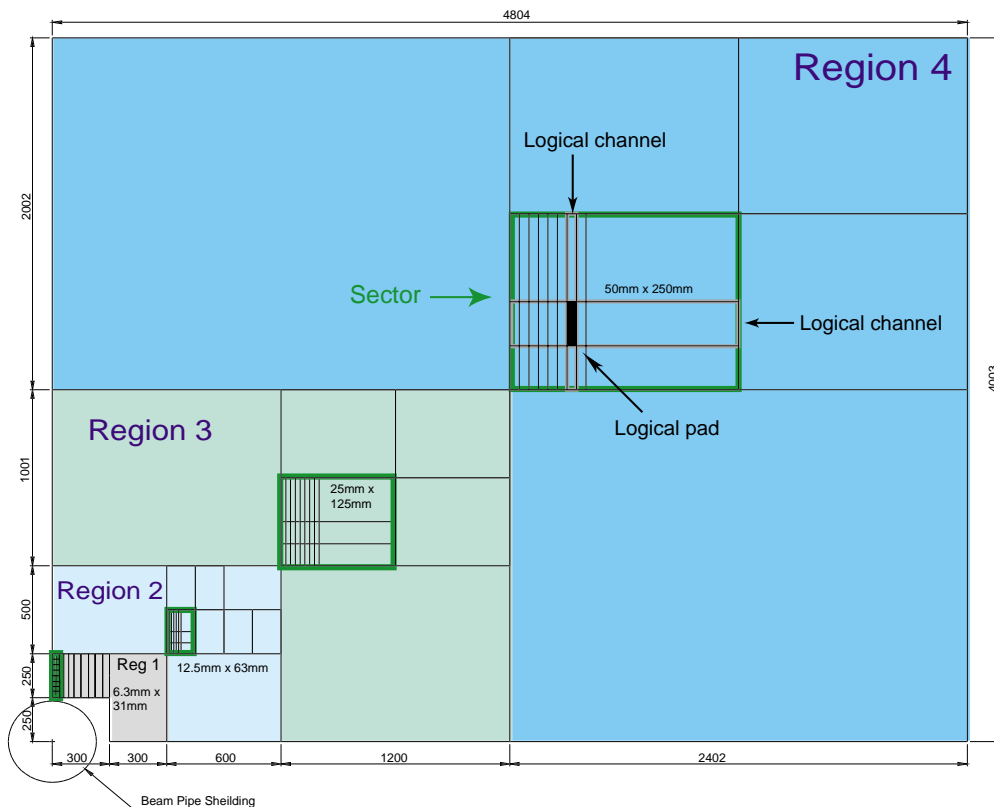 4804
Region 4
Logical channel
2002
Sector
50mm x 250mm
Logical channel
4003
Logical pad
Region 3
1001
25mm x
125mm
Region 2
500
Reg 1
12.5mm x 63mm
250
6.3mm x
31mm
250
300
300
600
1200
2402
Beam Pipe Sheilding